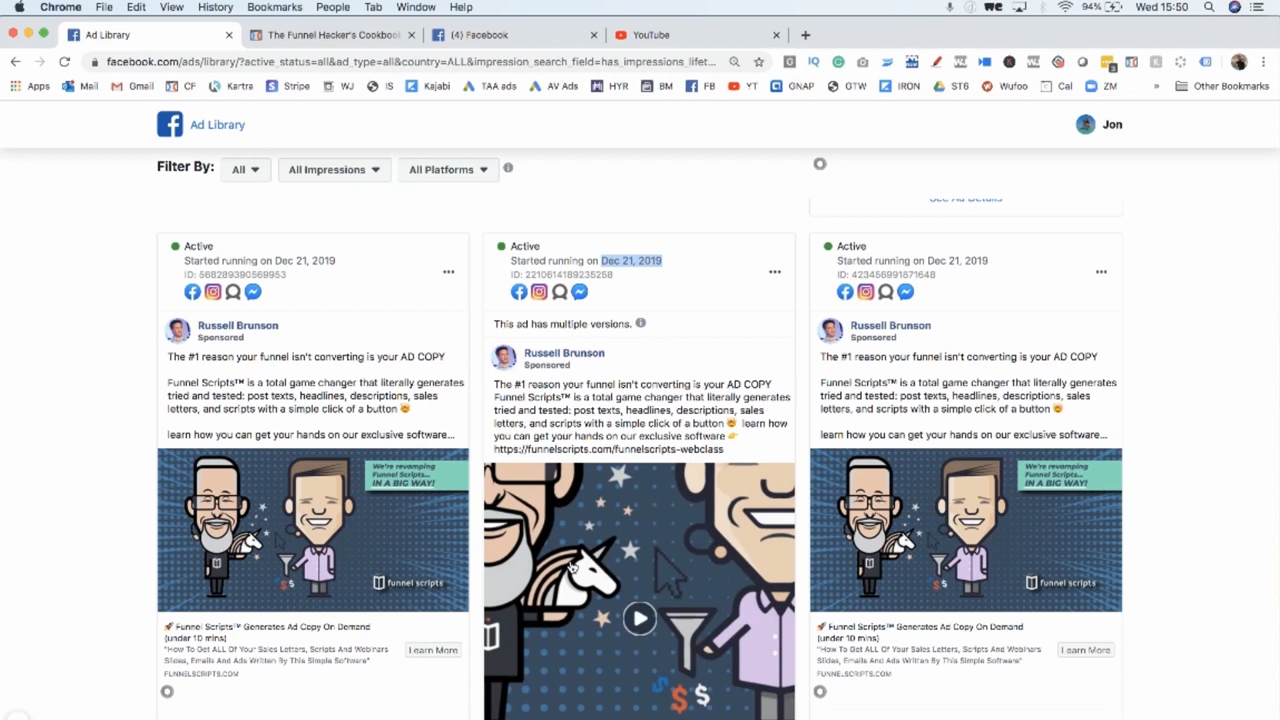 Chrome File Edit View History Bookmarks People Tab Window Help 94% Wed 15:50
Ad Library The Funnel Hacker's Cookbook (4) Facebook YouTube
facebook.com/ads/library/?active_status=all&ad_type=all&country=ALL&impression_search_field=has_impressions_lifet...
Apps Mail Gmail CF Kartra Stripe WJ IS Kajabi TAA ads AV Ads HYR BM FB YT GNAP GTW IRON ST6 Wufoo Cal ZM » Other Bookmarks
Ad Library Jon
Filter By: All All Impressions All Platforms
See Ad Details
Active
Started running on Dec 21, 2019
ID: 568289390569953
Russell Brunson
Sponsored
The #1 reason your funnel isn't converting is your AD COPY
Funnel Scripts™ is a total game changer that literally generates
tried and tested: post texts, headlines, descriptions, sales
letters, and scripts with a simple click of a button 🤯
learn how you can get your hands on our exclusive software...
We're revamping
Funnel Scripts...
IN A BIG WAY!
funnel scripts
🚀 Funnel Scripts™ Generates Ad Copy On Demand
(under 10 mins)
"How To Get ALL Of Your Sales Letters, Scripts And Webinars
Slides, Emails And Ads Written By This Simple Software"
FUNNELSCRIPTS.COM
Learn More
Active
Started running on Dec 21, 2019
ID: 2210614189235258
This ad has multiple versions.
Russell Brunson
Sponsored
The #1 reason your funnel isn't converting is your AD COPY
Funnel Scripts™ is a total game changer that literally generates
tried and tested: post texts, headlines, descriptions, sales
letters, and scripts with a simple click of a button 🤯 learn how
you can get your hands on our exclusive software 👉
https://funnelscripts.com/funnelscripts-webclass
Active
Started running on Dec 21, 2019
ID: 423456991871648
Russell Brunson
Sponsored
The #1 reason your funnel isn't converting is your AD COPY
Funnel Scripts™ is a total game changer that literally generates
tried and tested: post texts, headlines, descriptions, sales
letters, and scripts with a simple click of a button 🤯
learn how you can get your hands on our exclusive software...
We're revamping
Funnel Scripts...
IN A BIG WAY!
funnel scripts
🚀 Funnel Scripts™ Generates Ad Copy On Demand
(under 10 mins)
"How To Get ALL Of Your Sales Letters, Scripts And Webinars
Slides, Emails And Ads Written By This Simple Software"
FUNNELSCRIPTS.COM
Learn More